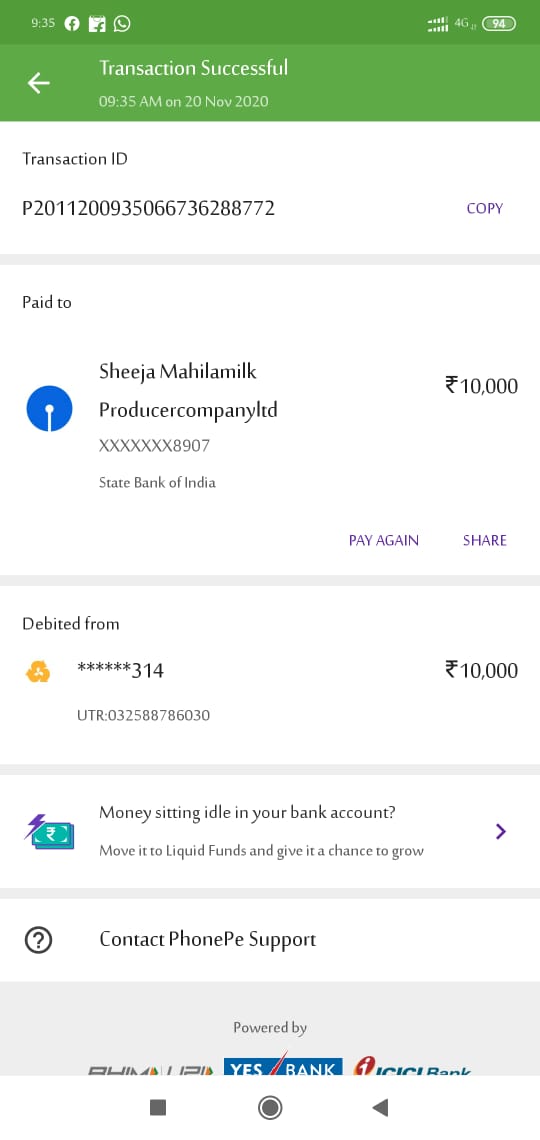 9:35
4G
94
Transaction Successful
09:35 AM on 20 Nov 2020
Transaction ID
P2011200935066736288772
COPY
Paid to
Sheeja Mahilamilk
Producercompanyltd
₹10,000
XXXXXXX8907
State Bank of India
PAY AGAIN
SHARE
Debited from
******314
₹10,000
UTR:032588786030
Money sitting idle in your bank account?
Move it to Liquid Funds and give it a chance to grow
Contact PhonePe Support
Powered by
BHIM UPI YES BANK ICICI Bank